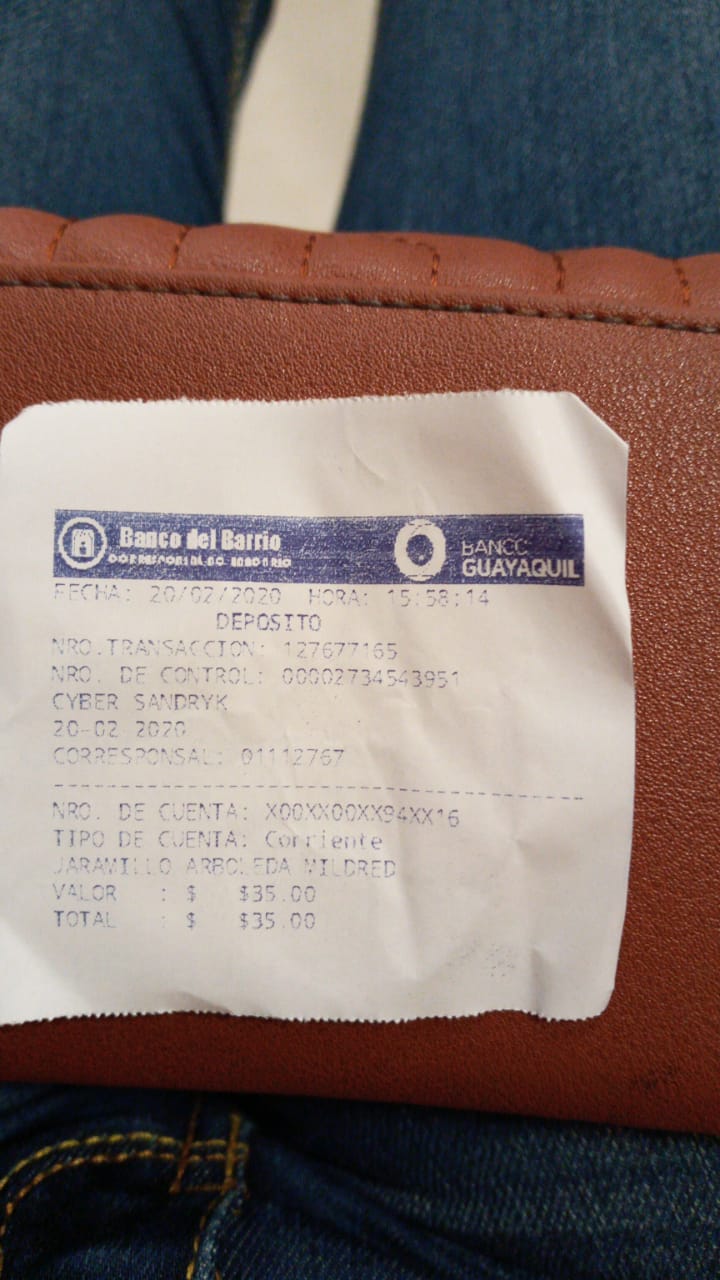 Banco del Barrio
CORRESPONSAL NO BANCARIO
BANCO
GUAYAQUIL
FECHA: 20/02/2020 HORA: 15:58:14
DEPOSITO
NRO.TRANSACCION: 127677165
NRO. DE CONTROL: 00002734543951
CYBER SANDRYK
20-02 2020
CORRESPONSAL: 01112767
NRO. DE CUENTA: X00XX00XX94XX16
TIPO DE CUENTA: Corriente
JARAMILLO ARBOLEDA MILDRED
VALOR : $ $35.00
TOTAL : $ $35.00